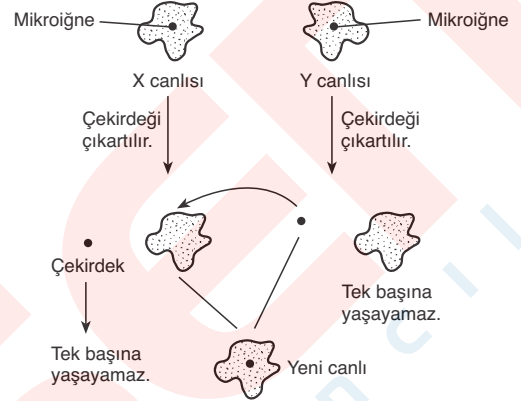 Mikroiğne
Mikroiğne
X canlısı
Y canlısı
Çekirdeği
çıkartılır.
Çekirdeği
çıkartılır.
Çekirdek
Tek başına
yaşayamaz.
Tek başına
yaşayamaz.
Yeni canlı